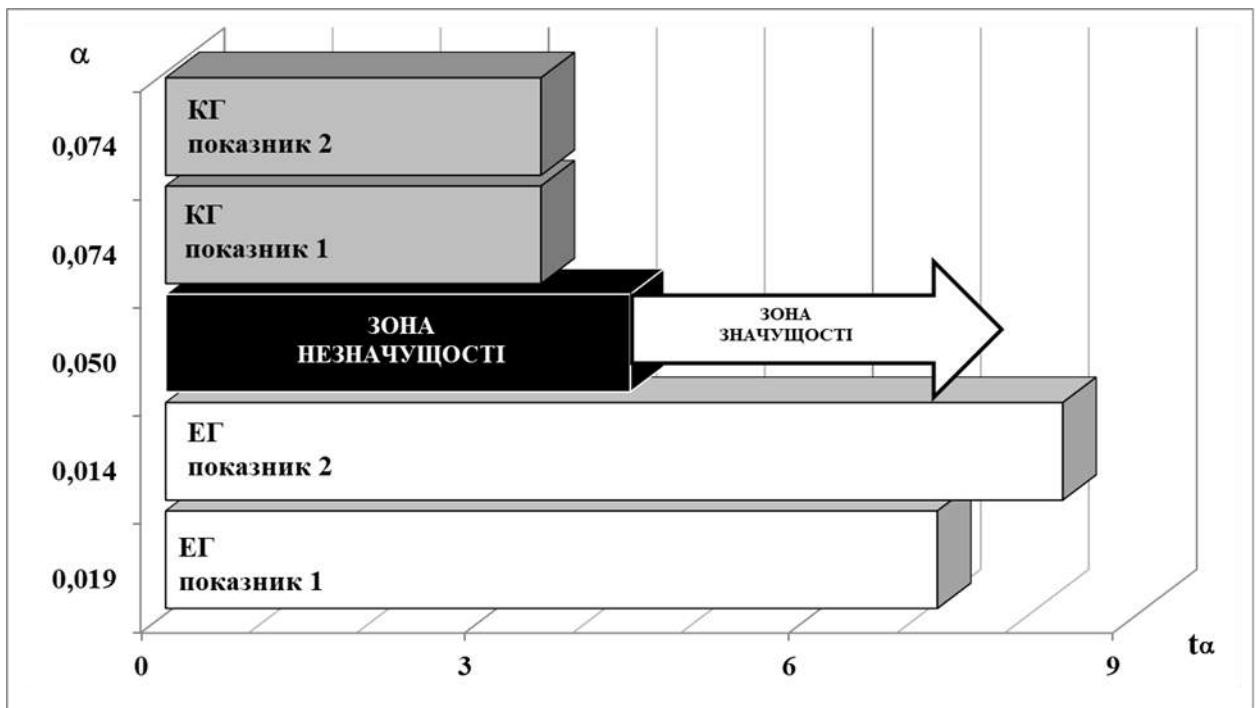 α
КГ
показник 2
0,074
КГ
показник 1
0,074
ЗОНА
НЕЗНАЧУЩОСТІ
ЗОНА
ЗНАЧУЩОСТІ
0,050
ЕГ
показник 2
0,014
ЕГ
показник 1
0,019
0 3 6 9
tα